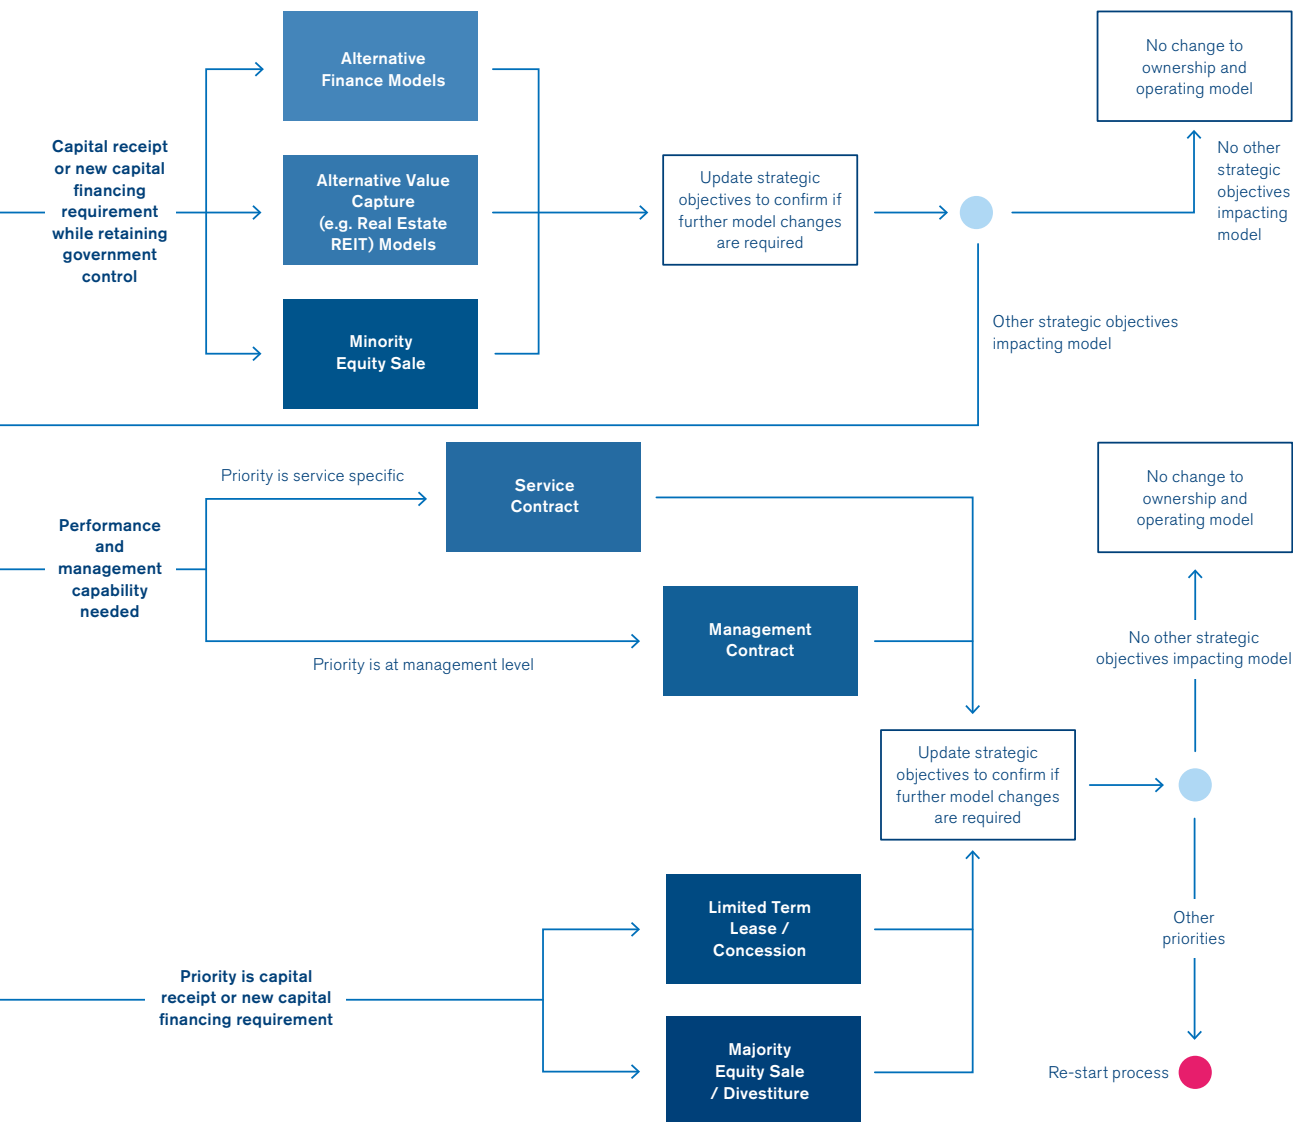 Capital receipt
or new capital
financing
requirement
while retaining
government
control
Alternative
Finance Models
Alternative Value
Capture
(e.g. Real Estate
REIT) Models
Minority
Equity Sale
Update strategic
objectives to confirm if
further model changes
are required
No change to
ownership and
operating model
No other
strategic
objectives
impacting
model
Other strategic objectives
impacting model
Performance
and
management
capability
needed
Priority is service specific
Service
Contract
Priority is at management level
Management
Contract
No change to
ownership and
operating model
No other strategic
objectives impacting model
Update strategic
objectives to confirm if
further model changes
are required
Other
priorities
Re-start process
Priority is capital
receipt or new capital
financing requirement
Limited Term
Lease /
Concession
Majority
Equity Sale
/ Divestiture